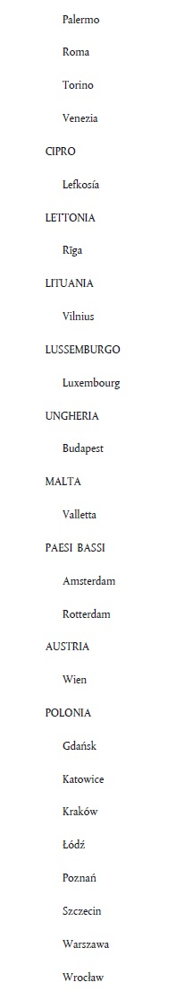 Palermo
Roma
Torino
Venezia
CIPRO
Lefkosía
LETTONIA
Rīga
LITUANIA
Vilnius
LUSSEMBURGO
Luxembourg
UNGHERIA
Budapest
MALTA
Valletta
PAESI BASSI
Amsterdam
Rotterdam
AUSTRIA
Wien
POLONIA
Gdańsk
Katowice
Kraków
Łódź
Poznań
Szczecin
Warszawa
Wrocław